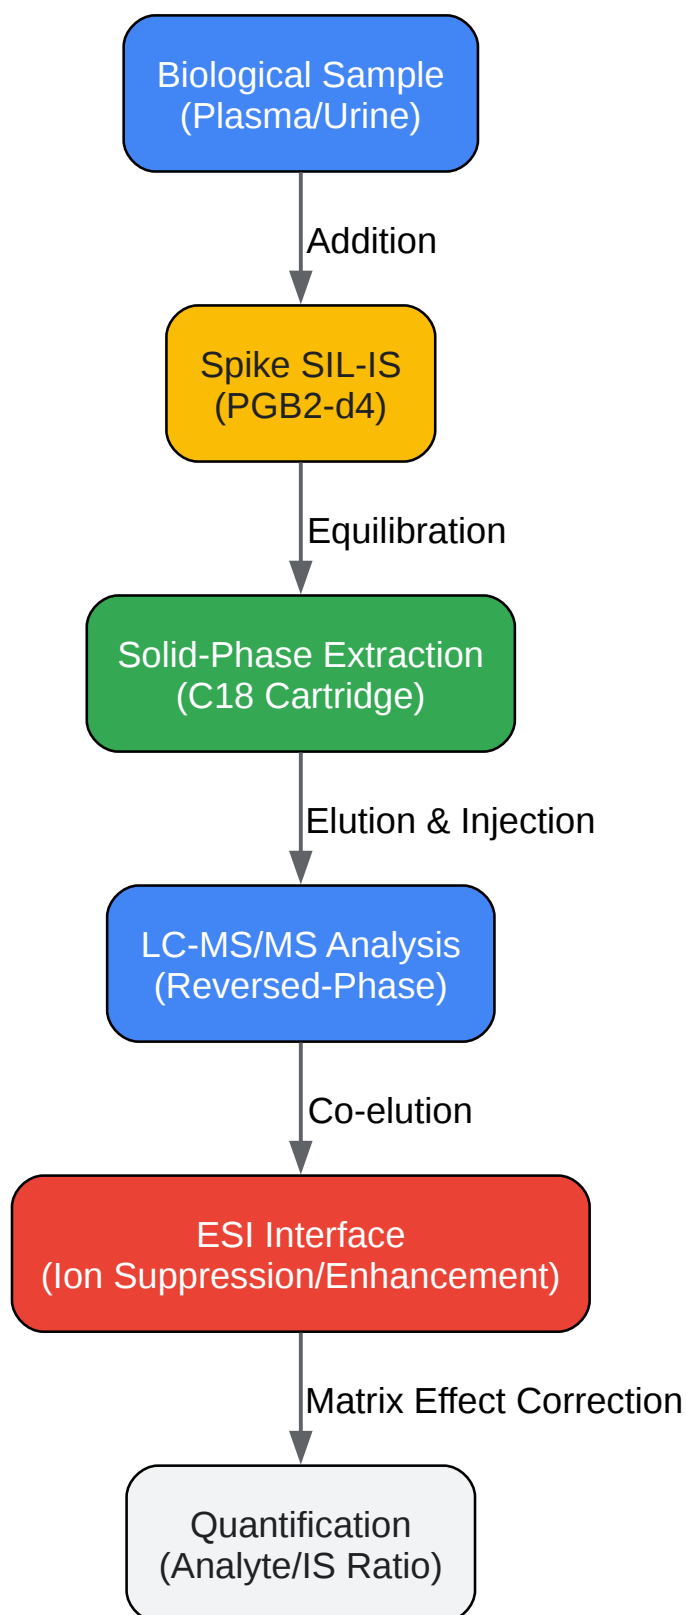 Biological Sample
(Plasma/Urine)
Addition
Spike SIL-IS
(PGB2-d4)
Equilibration
Solid-Phase Extraction
(C18 Cartridge)
Elution & Injection
LC-MS/MS Analysis
(Reversed-Phase)
Co-elution
ESI Interface
(Ion Suppression/Enhancement)
Matrix Effect Correction
Quantification
(Analyte/IS Ratio)